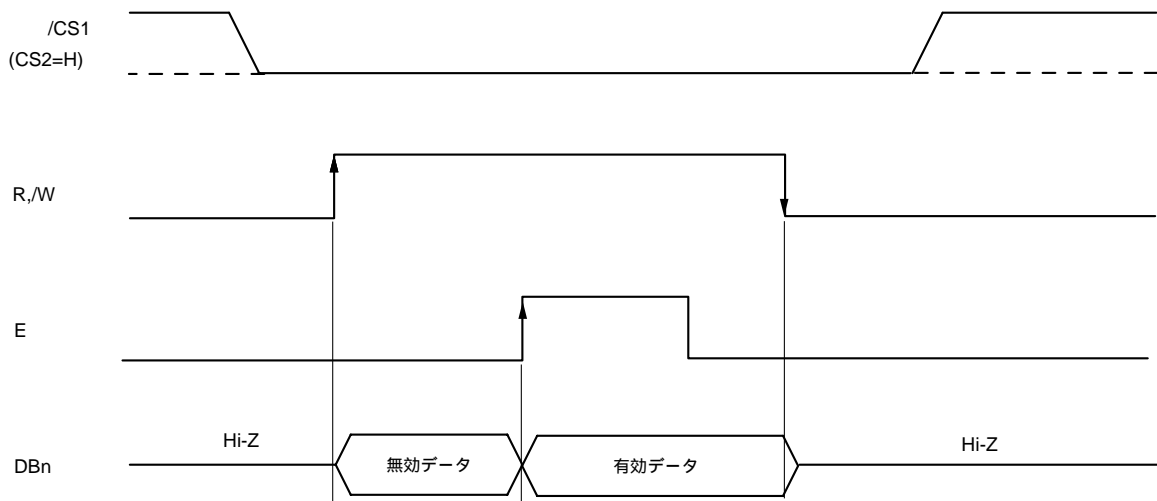 /CS1
(CS2=H)
R,/W
E
DBn
Hi-Z
無効データ
有効データ
Hi-Z